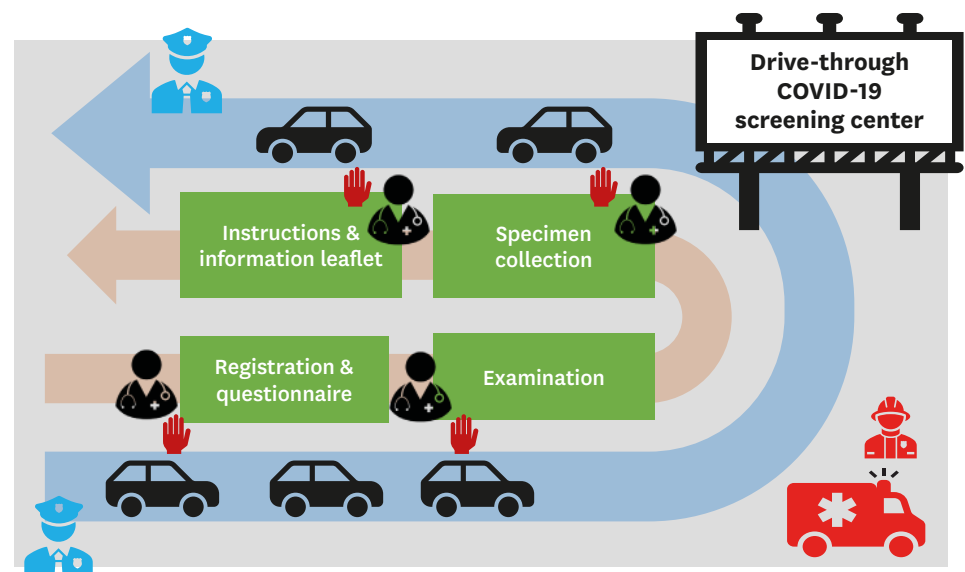 Drive-through
COVID-19
screening center
Instructions &
information leaflet
Specimen
collection
Registration &
questionnaire
Examination